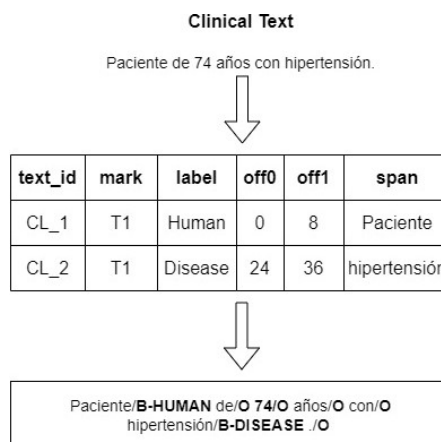 Clinical Text
Paciente de 74 años con hipertensión.
text_id mark label off0 off1 span
CL_1 T1 Human 0 8 Paciente
CL_2 T1 Disease 24 36 hipertensión
Paciente/B-HUMAN de/O 74/O años/O con/O
hipertensión/B-DISEASE ./O